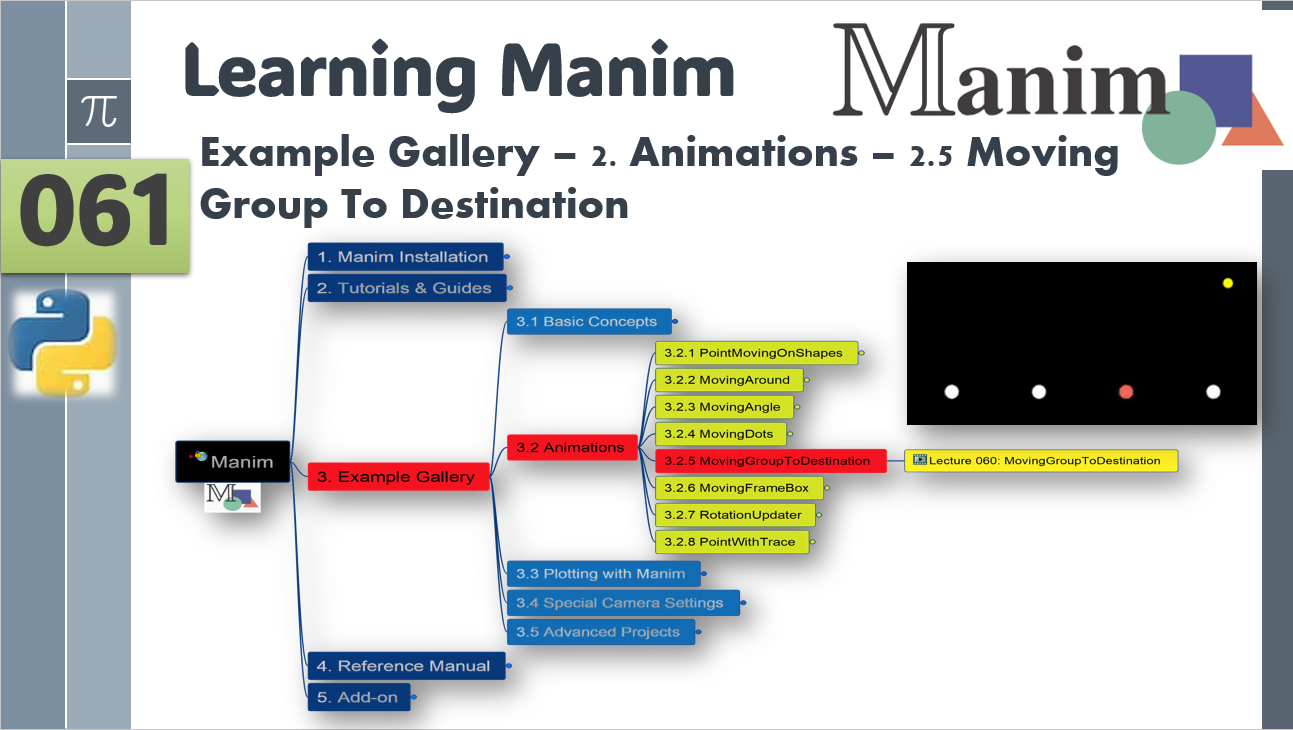 Learning Manim
Manim
π
Example Gallery – 2. Animations – 2.5 Moving
Group To Destination
061
1. Manim Installation
2. Tutorials & Guides
3.1 Basic Concepts
3.2.1 PointMovingOnShapes
3.2.2 MovingAround
3.2.3 MovingAngle
3.2.4 MovingDots
3.2 Animations
3.2.5 MovingGroupToDestination
Lecture 060: MovingGroupToDestination
Manim
3. Example Gallery
M
3.2.6 MovingFrameBox
3.2.7 RotationUpdater
3.2.8 PointWithTrace
3.3 Plotting with Manim
3.4 Special Camera Settings
3.5 Advanced Projects
4. Reference Manual
5. Add-on